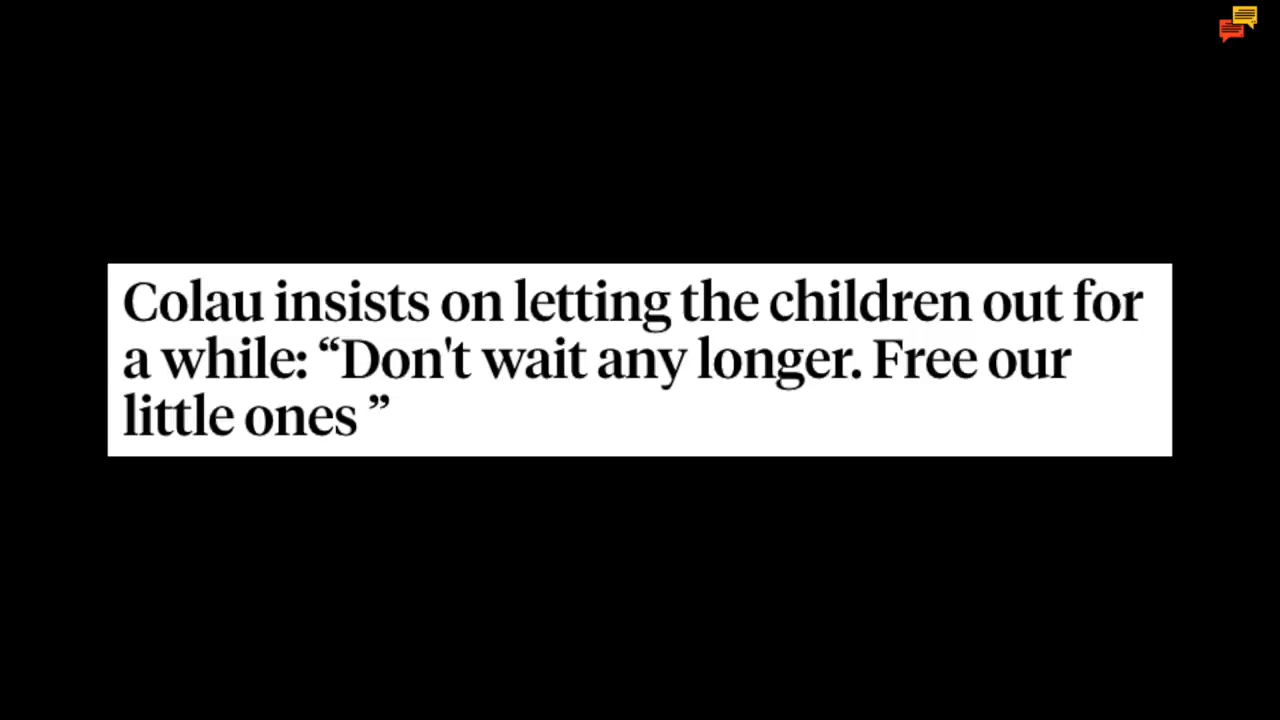 Colau insists on letting the children out for
a while: “Don't wait any longer. Free our
little ones ”